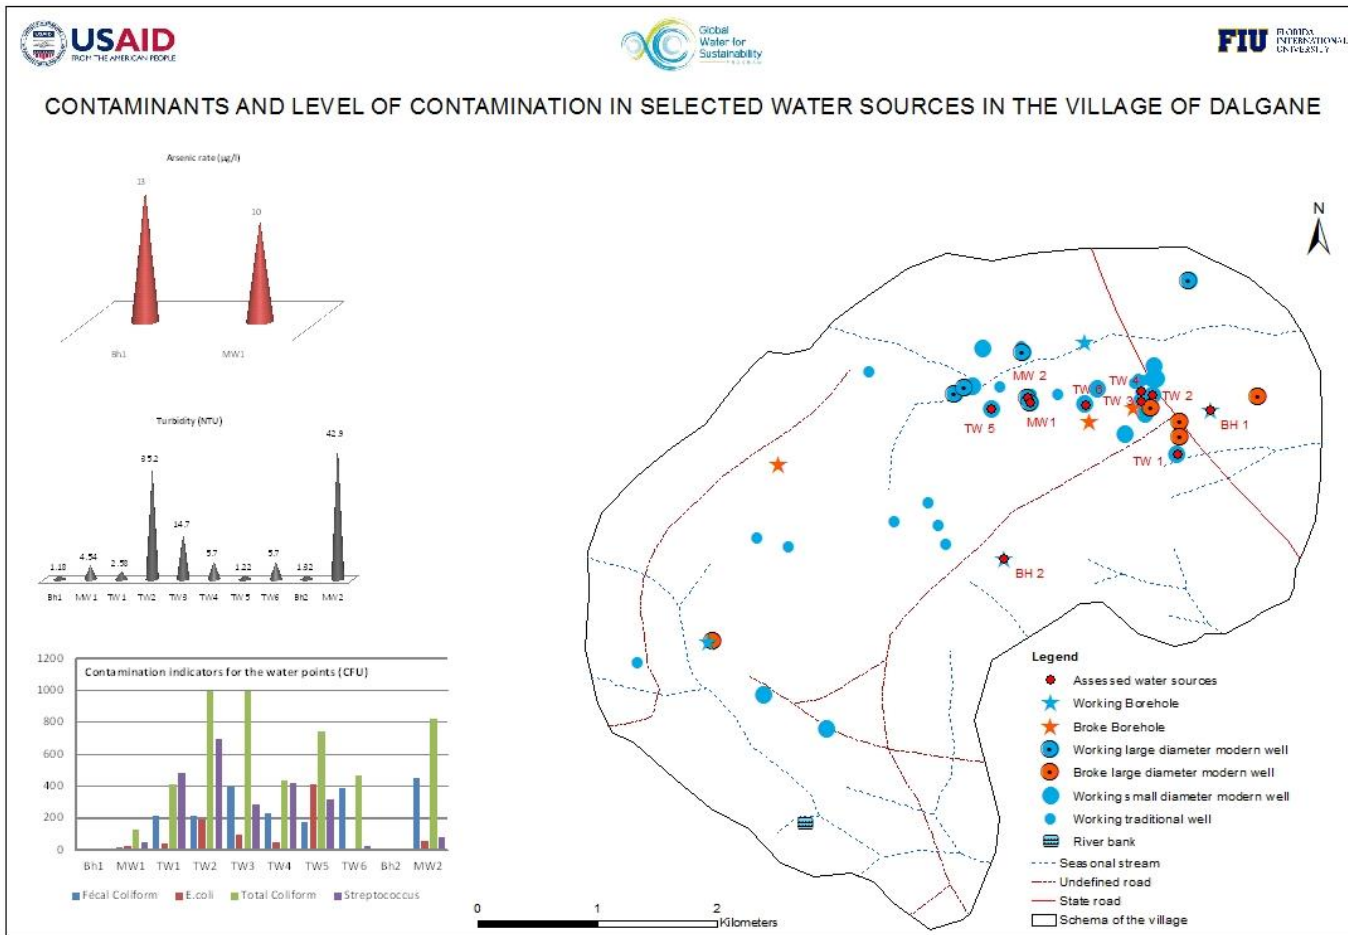 USAID
FROM THE AMERICAN PEOPLE
Global
Water for
Sustainability
PROGRAM
FIU
FLORIDA
INTERNATIONAL
UNIVERSITY
CONTAMINANTS AND LEVEL OF CONTAMINATION IN SELECTED WATER SOURCES IN THE VILLAGE OF DALGANE
Arsenic rate (µg/l)
13
10
Bh1 MW1
Turbidity (NTU)
1.18 4.54 2.58 35.2 14.7 5.7 1.22 5.7 1.82 42.9
Bh1 MW1 TW1 TW2 TW3 TW4 TW5 TW6 Bh2 MW2
Contamination indicators for the water points (CFU)
1200
1000
800
600
400
200
0
Bh1 MW1 TW1 TW2 TW3 TW4 TW5 TW6 Bh2 MW2
Fécal Coliform E.coli Total Coliform Streptococcus
N
MW 2
TW 6
TW 4
TW 2
TW 3
TW 5
MW1
BH 1
TW 1
BH 2
Legend
Assessed water sources
Working Borehole
Broke Borehole
Working large diameter modern well
Broke large diameter modern well
Working small diameter modern well
Working traditional well
River bank
Seasonal stream
Undefined road
State road
Schema of the village
0 1 2
Kilometers